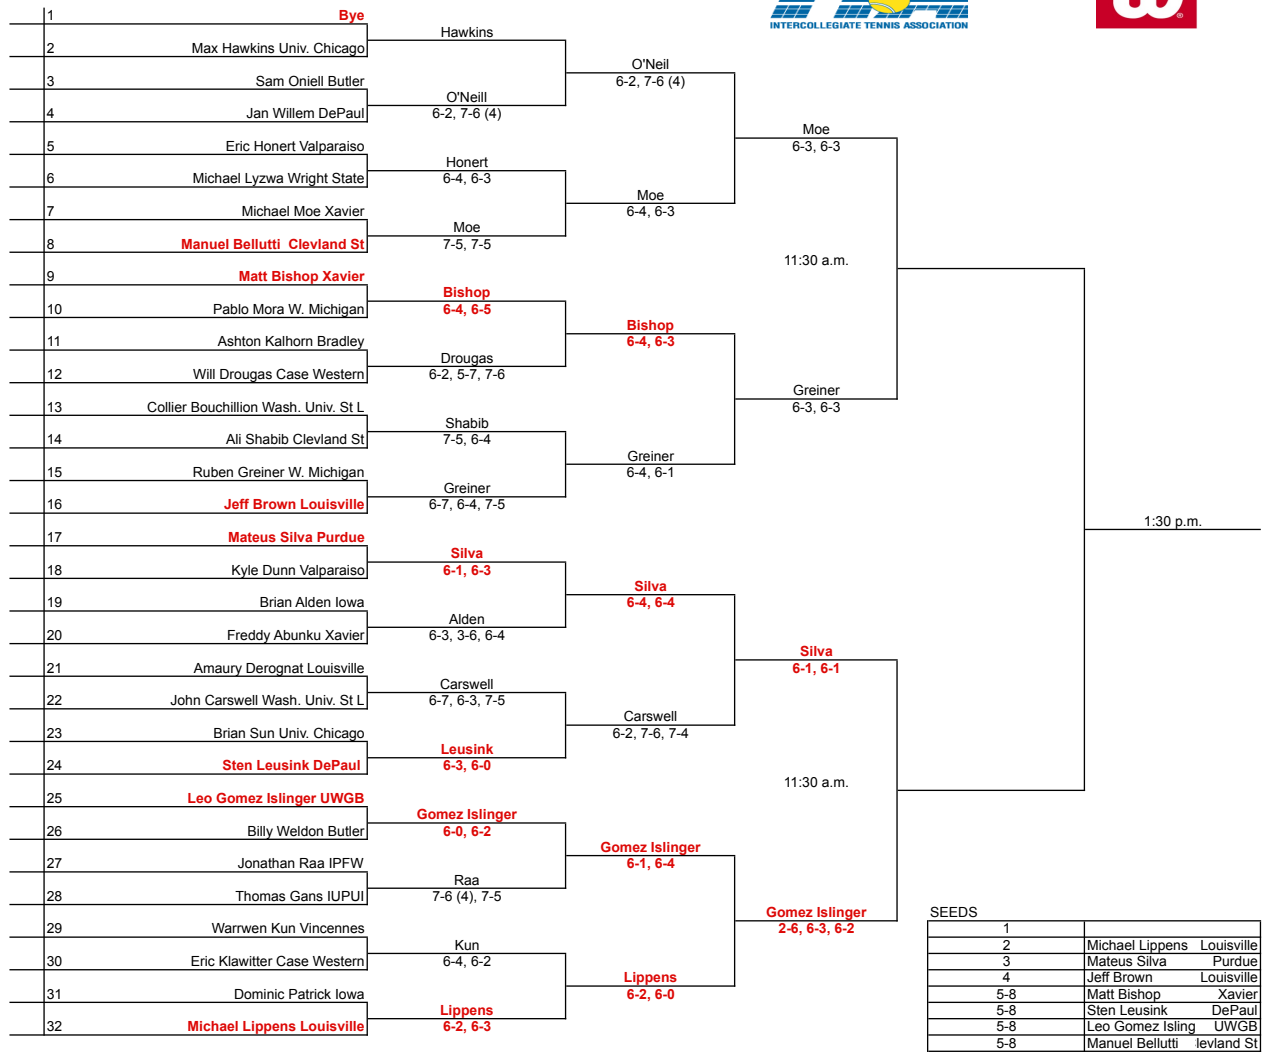 INTERCOLLEGIATE TENNIS ASSOCIATION
1 Bye
Hawkins
2 Max Hawkins Univ. Chicago
O'Neil
6-2, 7-6 (4)
3 Sam Oniell Butler
O'Neill
6-2, 7-6 (4)
4 Jan Willem DePaul
Moe
6-3, 6-3
5 Eric Honert Valparaiso
Honert
6-4, 6-3
6 Michael Lyzwa Wright State
Moe
6-4, 6-3
7 Michael Moe Xavier
Moe
7-5, 7-5
8 Manuel Bellutti Clevland St
11:30 a.m.
9 Matt Bishop Xavier
Bishop
6-4, 6-5
10 Pablo Mora W. Michigan
Bishop
6-4, 6-3
11 Ashton Kalhorn Bradley
Drougas
6-2, 5-7, 7-6
12 Will Drougas Case Western
Greiner
6-3, 6-3
13 Collier Bouchillion Wash. Univ. St L
Shabib
7-5, 6-4
14 Ali Shabib Clevland St
Greiner
6-4, 6-1
15 Ruben Greiner W. Michigan
Greiner
6-7, 6-4, 7-5
16 Jeff Brown Louisville
1:30 p.m.
17 Mateus Silva Purdue
Silva
6-1, 6-3
18 Kyle Dunn Valparaiso
Silva
6-4, 6-4
19 Brian Alden Iowa
Alden
6-3, 3-6, 6-4
20 Freddy Abunku Xavier
Silva
6-1, 6-1
21 Amaury Derognat Louisville
Carswell
6-7, 6-3, 7-5
22 John Carswell Wash. Univ. St L
Carswell
6-2, 7-6, 7-4
23 Brian Sun Univ. Chicago
Leusink
6-3, 6-0
24 Sten Leusink DePaul
11:30 a.m.
25 Leo Gomez Islinger UWGB
Gomez Islinger
6-0, 6-2
26 Billy Weldon Butler
Gomez Islinger
6-1, 6-4
27 Jonathan Raa IPFW
Raa
7-6 (4), 7-5
28 Thomas Gans IUPUI
Gomez Islinger
2-6, 6-3, 6-2
29 Warrwen Kun Vincennes
Kun
6-4, 6-2
30 Eric Klawitter Case Western
Lippens
6-2, 6-0
31 Dominic Patrick Iowa
Lippens
6-2, 6-3
32 Michael Lippens Louisville
SEEDS
1
2 Michael Lippens Louisville
3 Mateus Silva Purdue
4 Jeff Brown Louisville
5-8 Matt Bishop Xavier
5-8 Sten Leusink DePaul
5-8 Leo Gomez Isling UWGB
5-8 Manuel Bellutti levland St